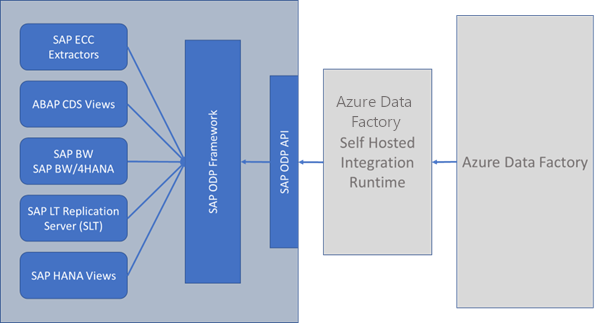 SAP ECC
Extractors
ABAP CDS Views
SAP BW
SAP BW/4HANA
SAP LT Replication
Server (SLT)
SAP HANA Views
SAP ODP Framework
SAP ODP API
Azure Data
Factory
Self Hosted
Integration
Runtime
Azure Data Factory